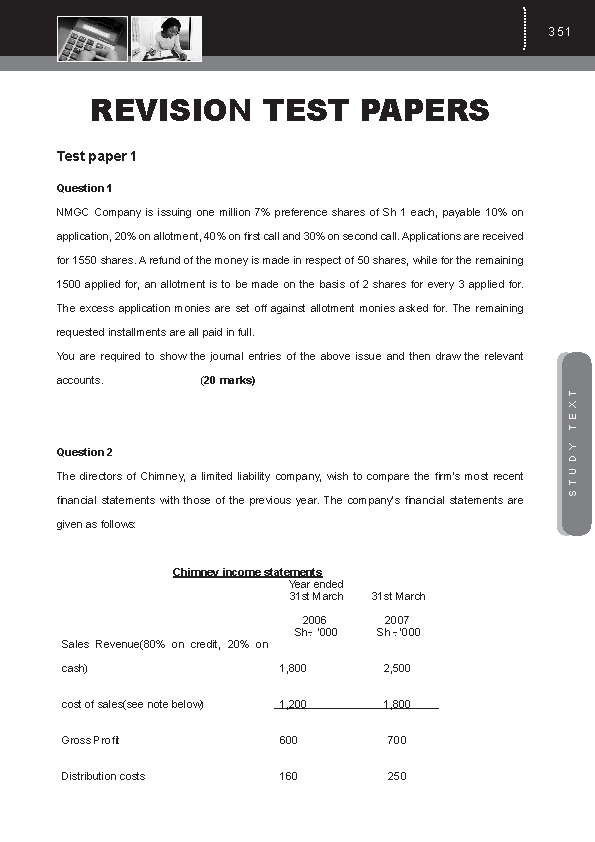 351
REVISION TEST PAPERS
Test paper 1
Question 1
NMGC Company is issuing one million 7% preference shares of Sh 1 each, payable 10% on
application, 20% on allotment, 40% on first call and 30% on second call. Applications are received
for 1550 shares. A refund of the money is made in respect of 50 shares, while for the remaining
1500 applied for, an allotment is to be made on the basis of 2 shares for every 3 applied for.
The excess application monies are set off against allotment monies asked for. The remaining
requested installments are all paid in full.
You are required to show the journal entries of the above issue and then draw the relevant
accounts. (20 marks)
STUDY TEXT
Question 2
The directors of Chimney, a limited liability company, wish to compare the firm's most recent
financial statements with those of the previous year. The company's financial statements are
given as follows:
Chimney income statements
Year ended
31st March 31st March
2006 2007
Sh÷ '000 Sh÷ '000
Sales Revenue(80% on credit, 20% on
cash) 1,800 2,500
cost of sales(see note below) 1,200 1,800
Gross Profit 600 700
Distribution costs 160 250